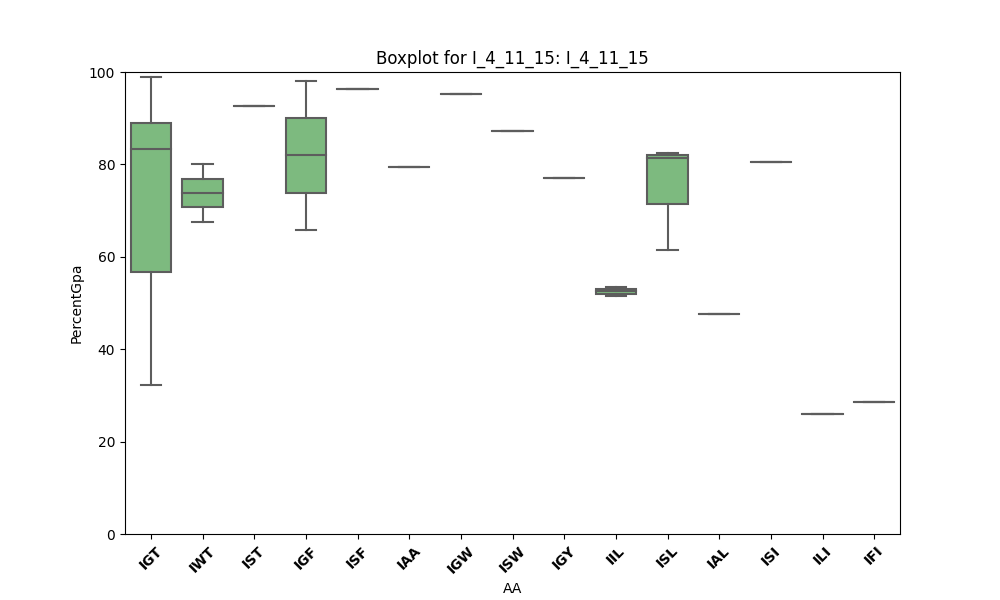 Boxplot for I_4_11_15: I_4_11_15
100
80
60
40
20
0
PercentGpa
IGT
IWT
IST
IGF
ISF
IAA
IGW
ISW
IGY
IIL
ISL
IAL
ISI
ILI
IFI
AA